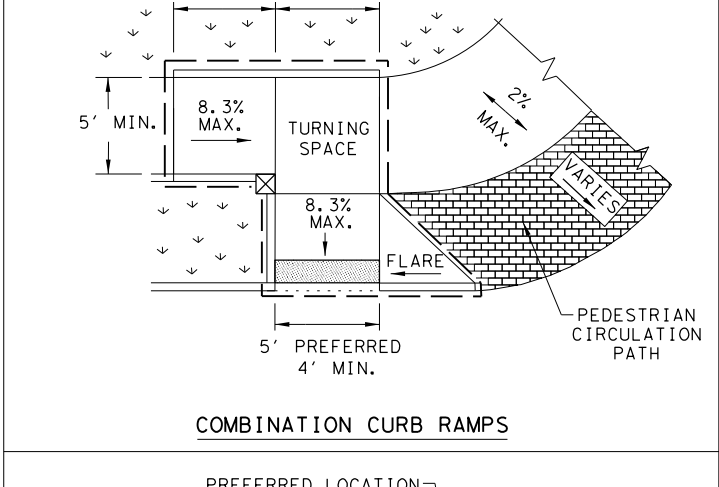 8.3%
MAX.
5' MIN.
TURNING
SPACE
2%
MAX.
VARIES
8.3%
MAX.
FLARE
PEDESTRIAN
CIRCULATION
PATH
5' PREFERRED
4' MIN.
COMBINATION CURB RAMPS
PREFERRED LOCATION